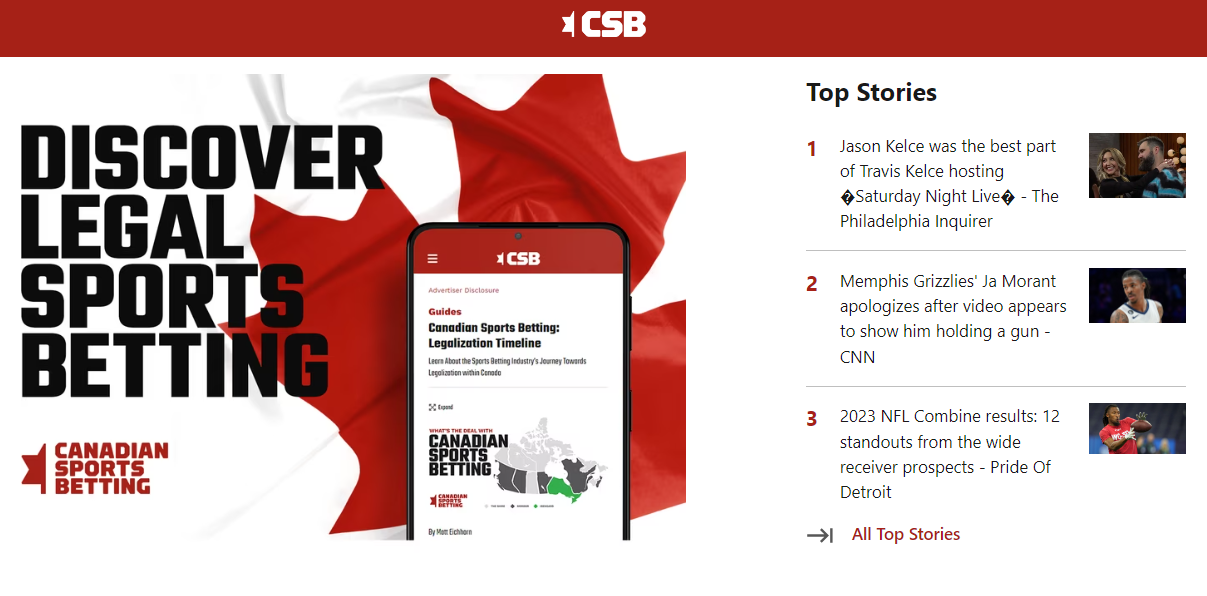 CSB
DISCOVER
LEGAL
SPORTS
BETTING
CANADIAN
SPORTS
BETTING
CSB
Advertiser Disclosure
Guides
Canadian Sports Betting:
Legalization Timeline
Learn About the Sports Betting Industry's Journey Towards
Legalization within Canada
Expand
WHAT'S THE DEAL WITH
CANADIAN
SPORTS
BETTING
CANADIAN
SPORTS
BETTING
By Matt Eichhorn
Top Stories
1 Jason Kelce was the best part
of Travis Kelce hosting
�Saturday Night Live� - The
Philadelphia Inquirer
2 Memphis Grizzlies' Ja Morant
apologizes after video appears
to show him holding a gun -
CNN
3 2023 NFL Combine results: 12
standouts from the wide
receiver prospects - Pride Of
Detroit
All Top Stories